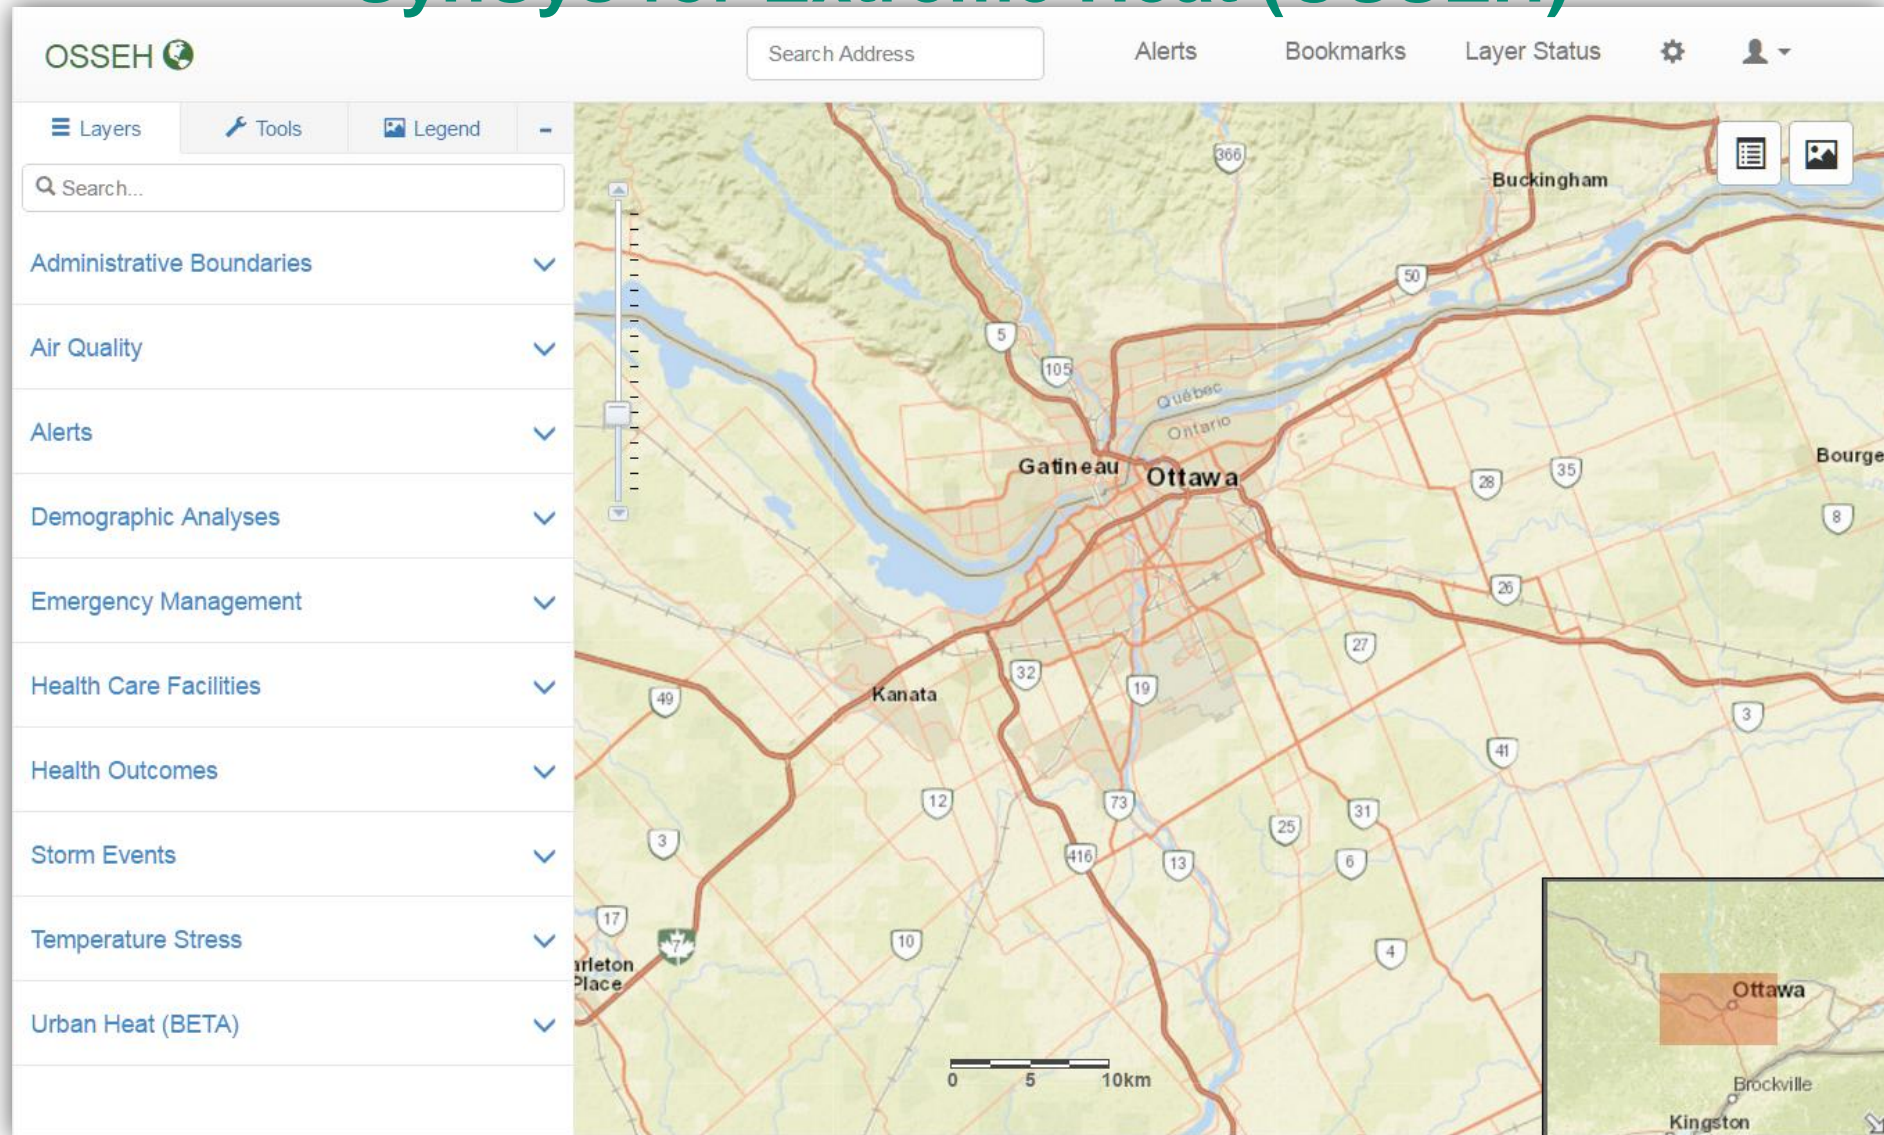 OSSEH
Search Address
Alerts
Bookmarks
Layer Status
Layers
Tools
Legend
Search...
Administrative Boundaries
Air Quality
Alerts
Demographic Analyses
Emergency Management
Health Care Facilities
Health Outcomes
Storm Events
Temperature Stress
Urban Heat (BETA)
366
Buckingham
50
5
105
Québec
Ontario
Gatineau
Ottawa
Bourge
35
28
8
26
27
32
19
49
Kanata
3
41
12
73
31
25
3
416
13
6
17
7
10
4
arleton
Place
0 5 10km
Ottawa
Brockville
Kingston